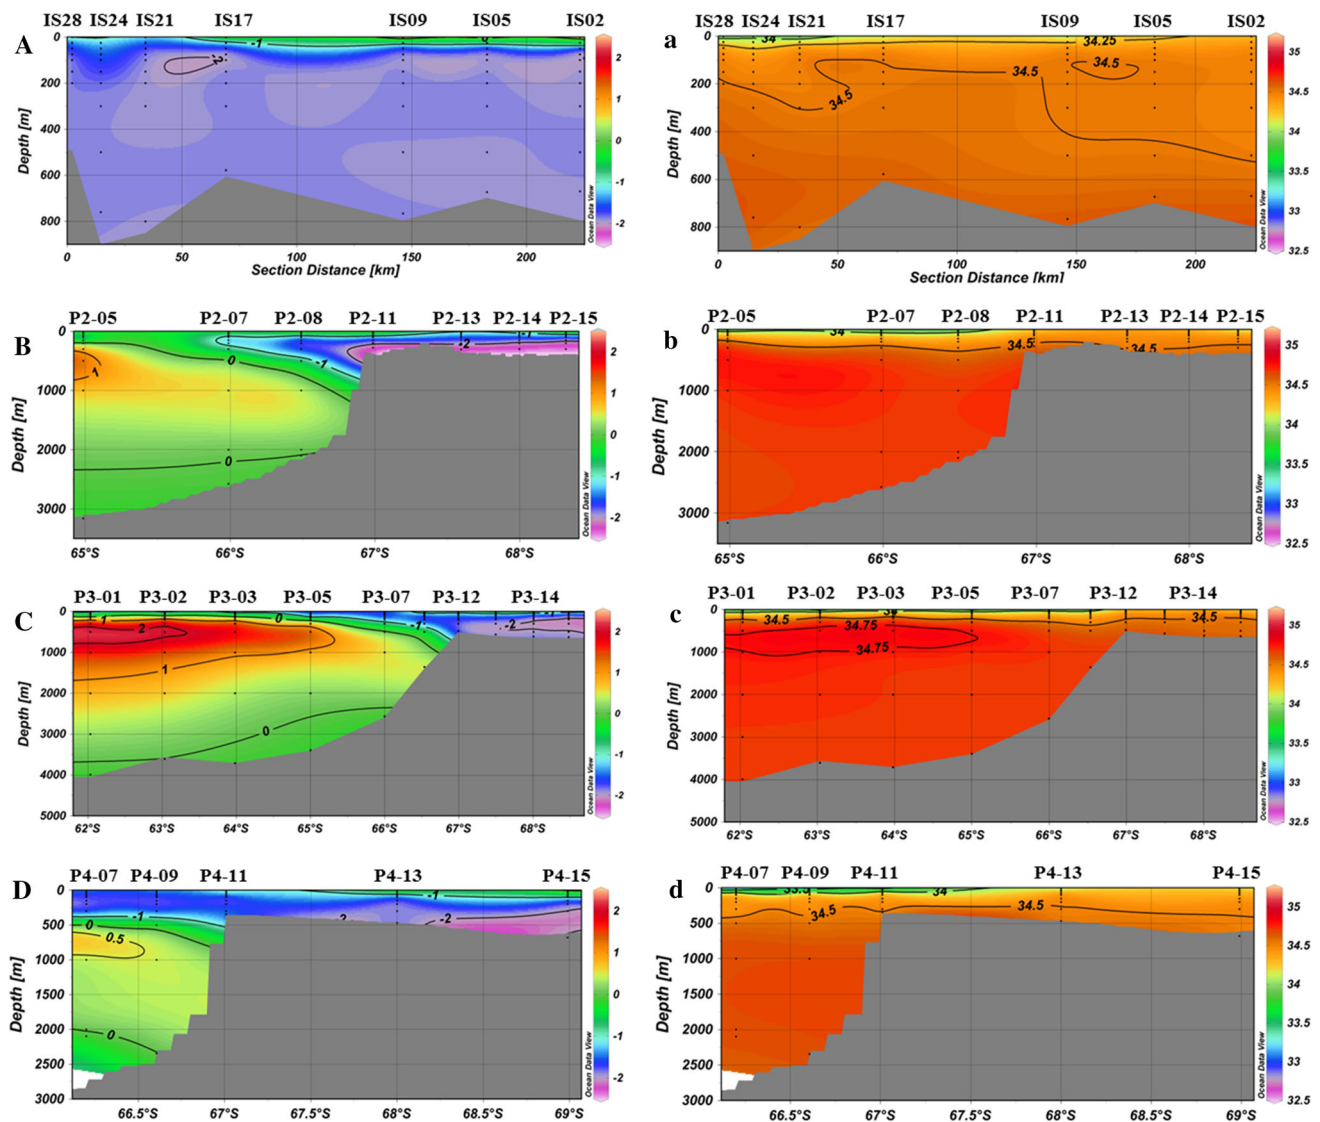 IS28 IS24 IS21 IS17 IS09 IS05 IS02
A
-1 0 -2
0
200
400
600
800
Depth [m]
0 50 100 150 200
Section Distance [km]
2
1
0
-1
-2
Ocean Data View
IS28 IS24 IS21 IS17 IS09 IS05 IS02
a
34 34.25 34.5 34.5 34.5
0
200
400
600
800
Depth [m]
0 50 100 150 200
Section Distance [km]
35
34.5
34
33.5
33
32.5
Ocean Data View
P2-05 P2-07 P2-08 P2-11 P2-13 P2-14 P2-15
B
0 -1 -2 -1 1 0
0
1000
2000
3000
Depth [m]
65°S 66°S 67°S 68°S
2
1
0
-1
-2
Ocean Data View
P2-05 P2-07 P2-08 P2-11 P2-13 P2-14 P2-15
b
34 34.5 34.5
0
1000
2000
3000
Depth [m]
65°S 66°S 67°S 68°S
35
34.5
34
33.5
33
32.5
Ocean Data View
P3-01 P3-02 P3-03 P3-05 P3-07 P3-12 P3-14
C
1 2 -1 -2 -1 1 0
0
1000
2000
3000
4000
5000
Depth [m]
62°S 63°S 64°S 65°S 66°S 67°S 68°S
2
1
0
-1
-2
Ocean Data View
P3-01 P3-02 P3-03 P3-05 P3-07 P3-12 P3-14
c
34.5 34 34.75 34.75 34.5 34.5
0
1000
2000
3000
4000
5000
Depth [m]
62°S 63°S 64°S 65°S 66°S 67°S 68°S
35
34.5
34
33.5
33
32.5
Ocean Data View
P4-07 P4-09 P4-11 P4-13 P4-15
D
-1 0 0.5 0 -1 -2 -2
0
500
1000
1500
2000
2500
3000
Depth [m]
66.5°S 67°S 67.5°S 68°S 68.5°S 69°S
2
1
0
-1
-2
Ocean Data View
P4-07 P4-09 P4-11 P4-13 P4-15
d
33.5 34 34.5 34.5
0
500
1000
1500
2000
2500
3000
Depth [m]
66.5°S 67°S 67.5°S 68°S 68.5°S 69°S
35
34.5
34
33.5
33
32.5
Ocean Data View